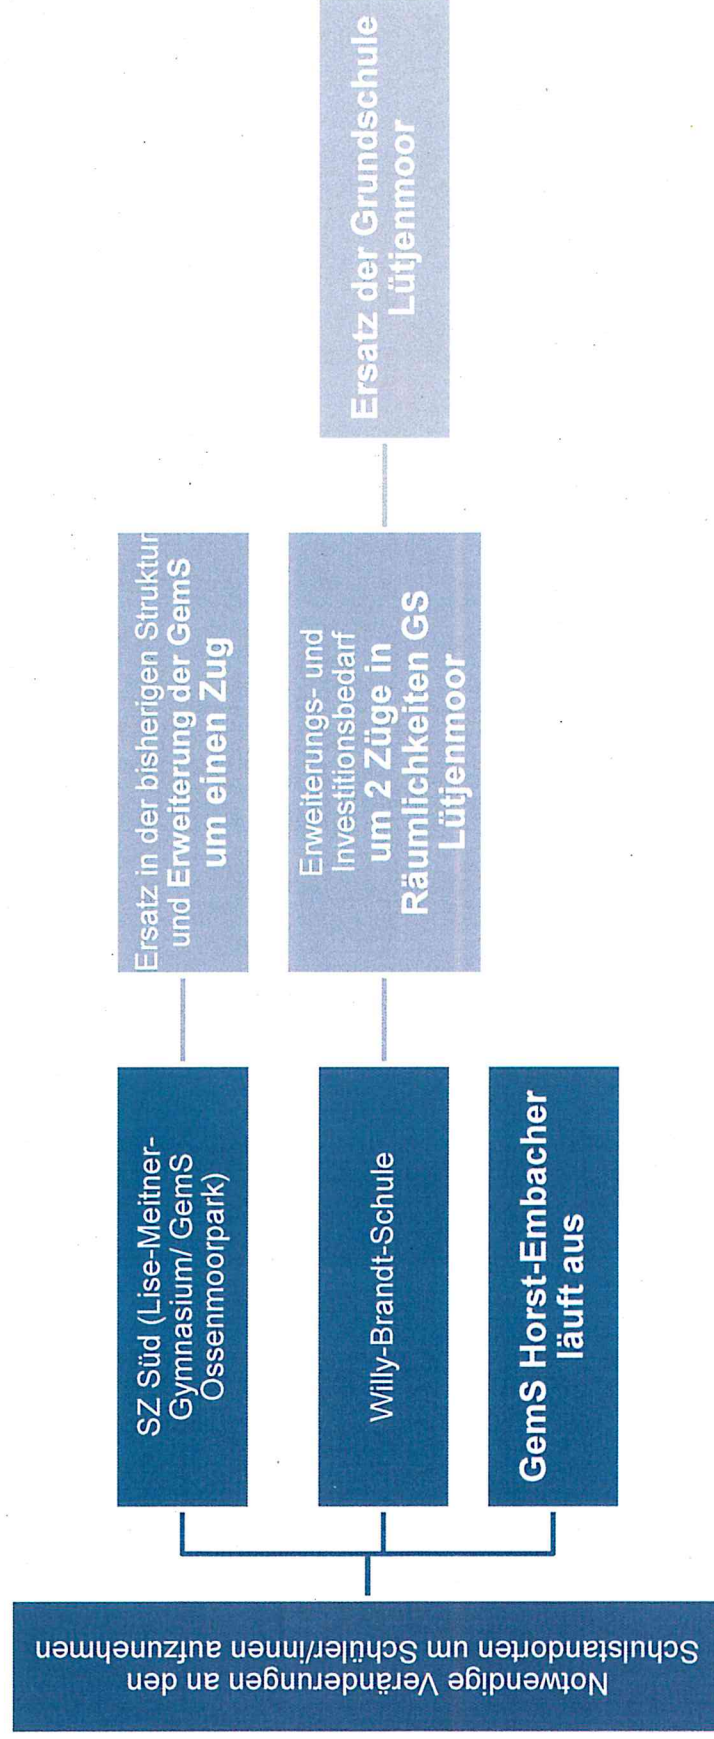 Notwendige Veränderungen an den
Schulstandorten um Schüler/innen aufzunehmen
SZ Süd (Lise-Meitner-
Gymnasium/ GemS
Ossenmoorpark)
Ersatz in der bisherigen Struktur
und Erweiterung der GemS
um einen Zug
Willy-Brandt-Schule
Erweiterungs- und
Investitionsbedarf
um 2 Züge in
Räumlichkeiten GS
Lütjenmoor
Ersatz der Grundschule
Lütjenmoor
GemS Horst-Embacher
läuft aus